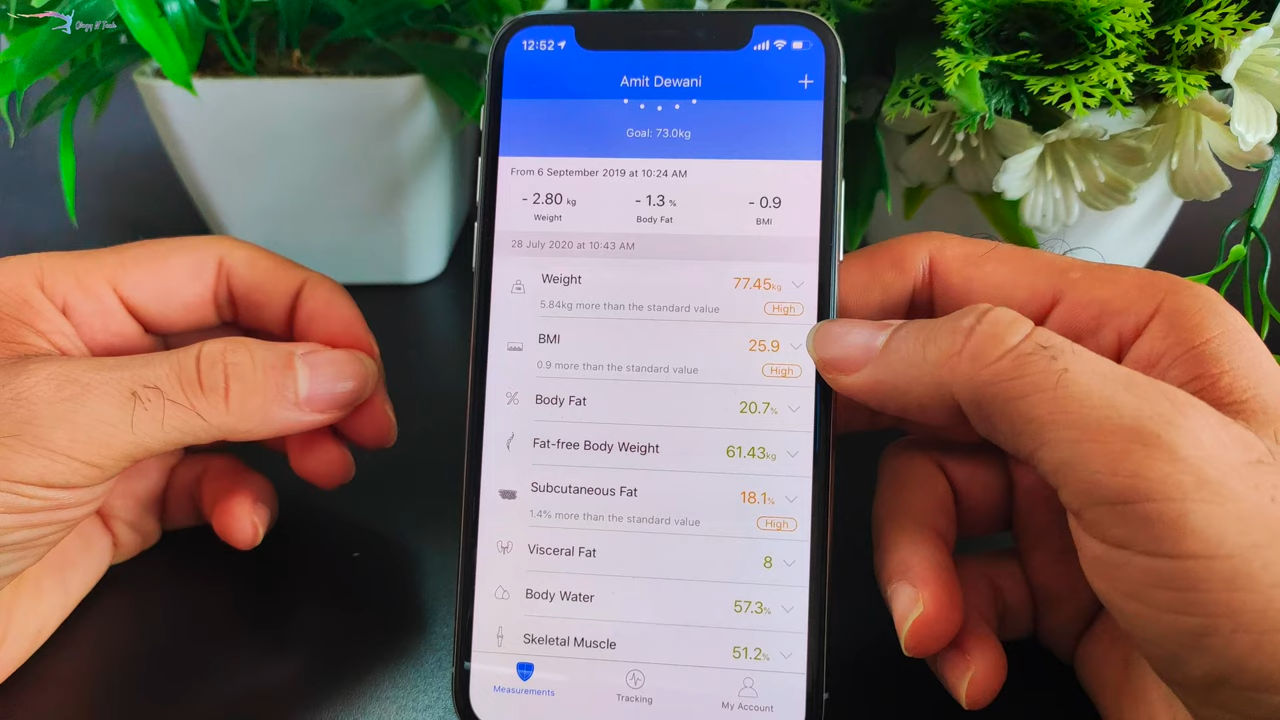 Ology N Tech
12:52
Amit Dewani
+
Goal: 73.0kg
From 6 September 2019 at 10:24 AM
- 2.80 kg - 1.3 % - 0.9
Weight Body Fat BMI
28 July 2020 at 10:43 AM
Weight 77.45kg
5.84kg more than the standard value High
BMI 25.9
0.9 more than the standard value High
Body Fat 20.7%
Fat-free Body Weight 61.43kg
Subcutaneous Fat 18.1%
1.4% more than the standard value High
Visceral Fat 8
Body Water 57.3%
Skeletal Muscle 51.2%
Measurements Tracking My Account